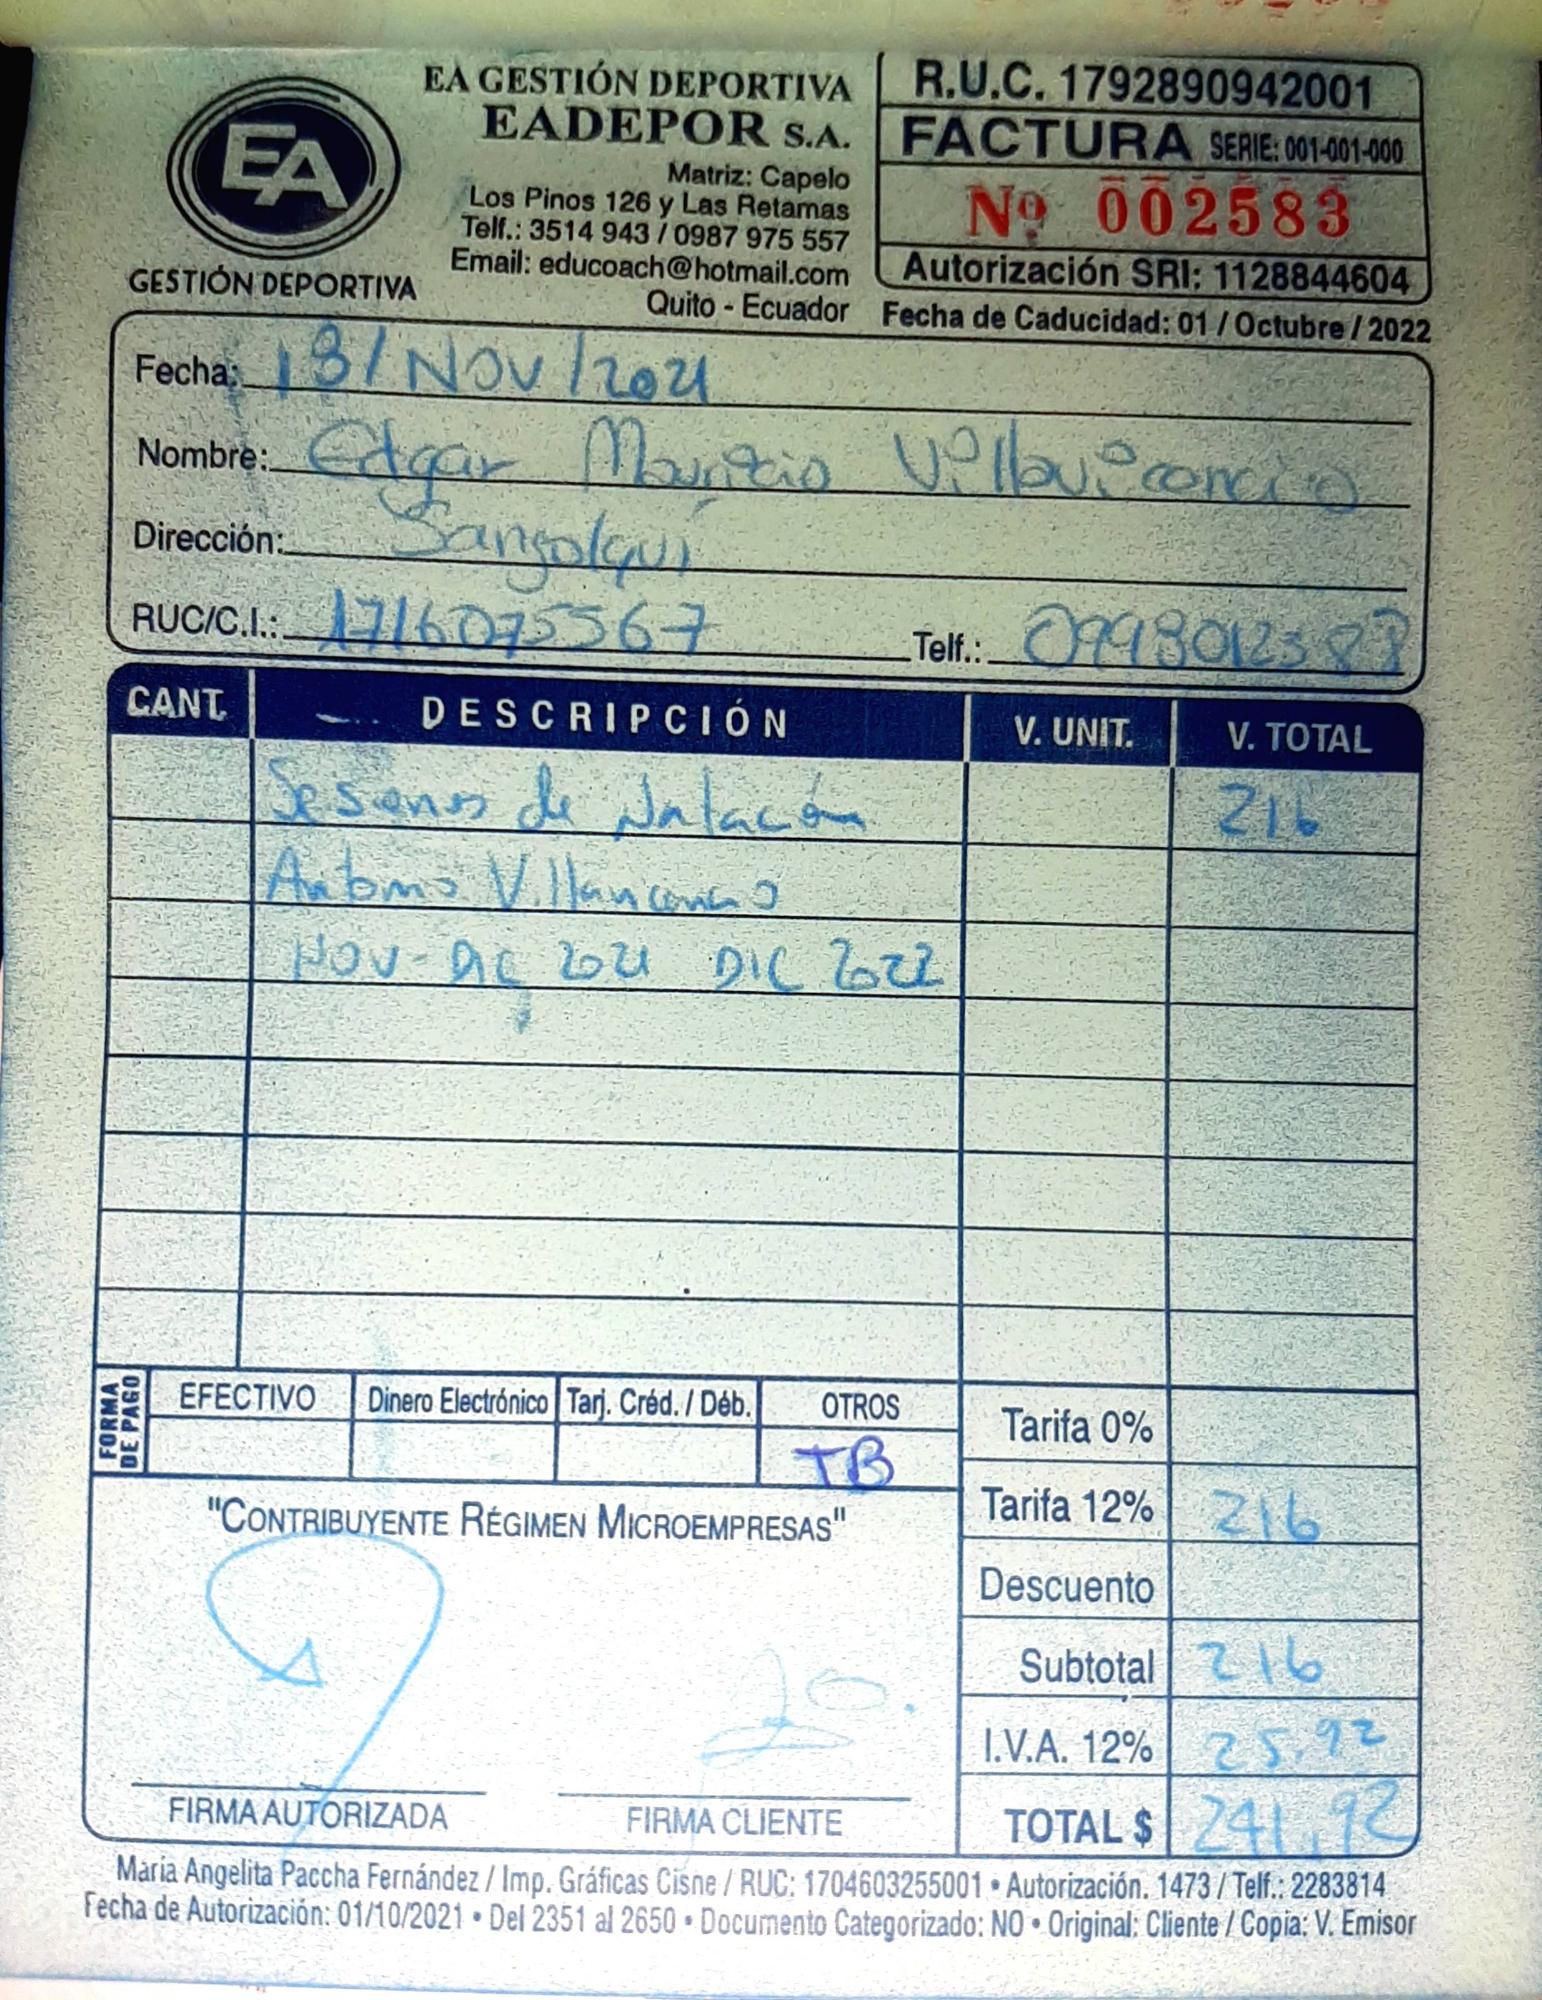 EA
GESTIÓN DEPORTIVA
EA GESTIÓN DEPORTIVA
EADEPOR S.A.
Matriz: Capelo
Los Pinos 126 y Las Retamas
Telf.: 3514 943 / 0987 975 557
Email: educoach@hotmail.com
Quito - Ecuador
R.U.C. 1792890942001
FACTURA SERIE: 001-001-000
Nº 002583
Autorización SRI: 1128844604
Fecha de Caducidad: 01 / Octubre / 2022
Fecha: 18/NOV/2021
Nombre: Edgar Mauricio Villavicencio
Dirección: Sangolquí
RUC/C.I.: 1716075567 Telf.: 0998012383
CANT. DESCRIPCIÓN V. UNIT. V. TOTAL
Sesiones de Natación 216
Antonio Villavicencio
NOV-DIC 2021 DIC 2022
FORMA DE PAGO
EFECTIVO Dinero Electrónico Tarj. Créd. / Déb. OTROS
TB
Tarifa 0%
Tarifa 12% 216
Descuento
Subtotal 216
I.V.A. 12% 25.92
TOTAL $ 241,92
"CONTRIBUYENTE RÉGIMEN MICROEMPRESAS"
FIRMA AUTORIZADA FIRMA CLIENTE
Maria Angelita Paccha Fernández / Imp. Gráficas Cisne / RUC: 1704603255001 • Autorización. 1473 / Telf.: 2283814
Fecha de Autorización: 01/10/2021 • Del 2351 al 2650 • Documento Categorizado: NO • Original: Cliente / Copia: V. Emisor